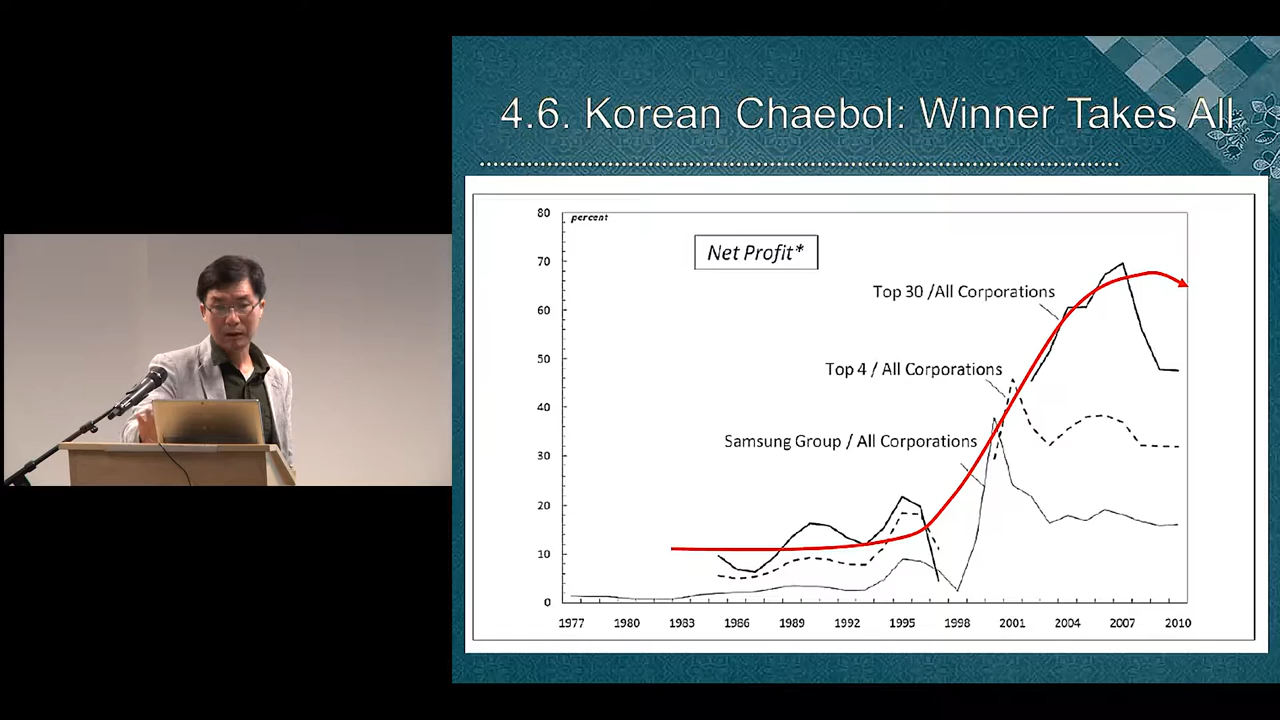 4.6. Korean Chaebol: Winner Takes All
80
percent
Net Profit*
70
Top 30 /All Corporations
60
50
Top 4 / All Corporations
40
Samsung Group / All Corporations
30
20
10
0
1977 1980 1983 1986 1989 1992 1995 1998 2001 2004 2007 2010